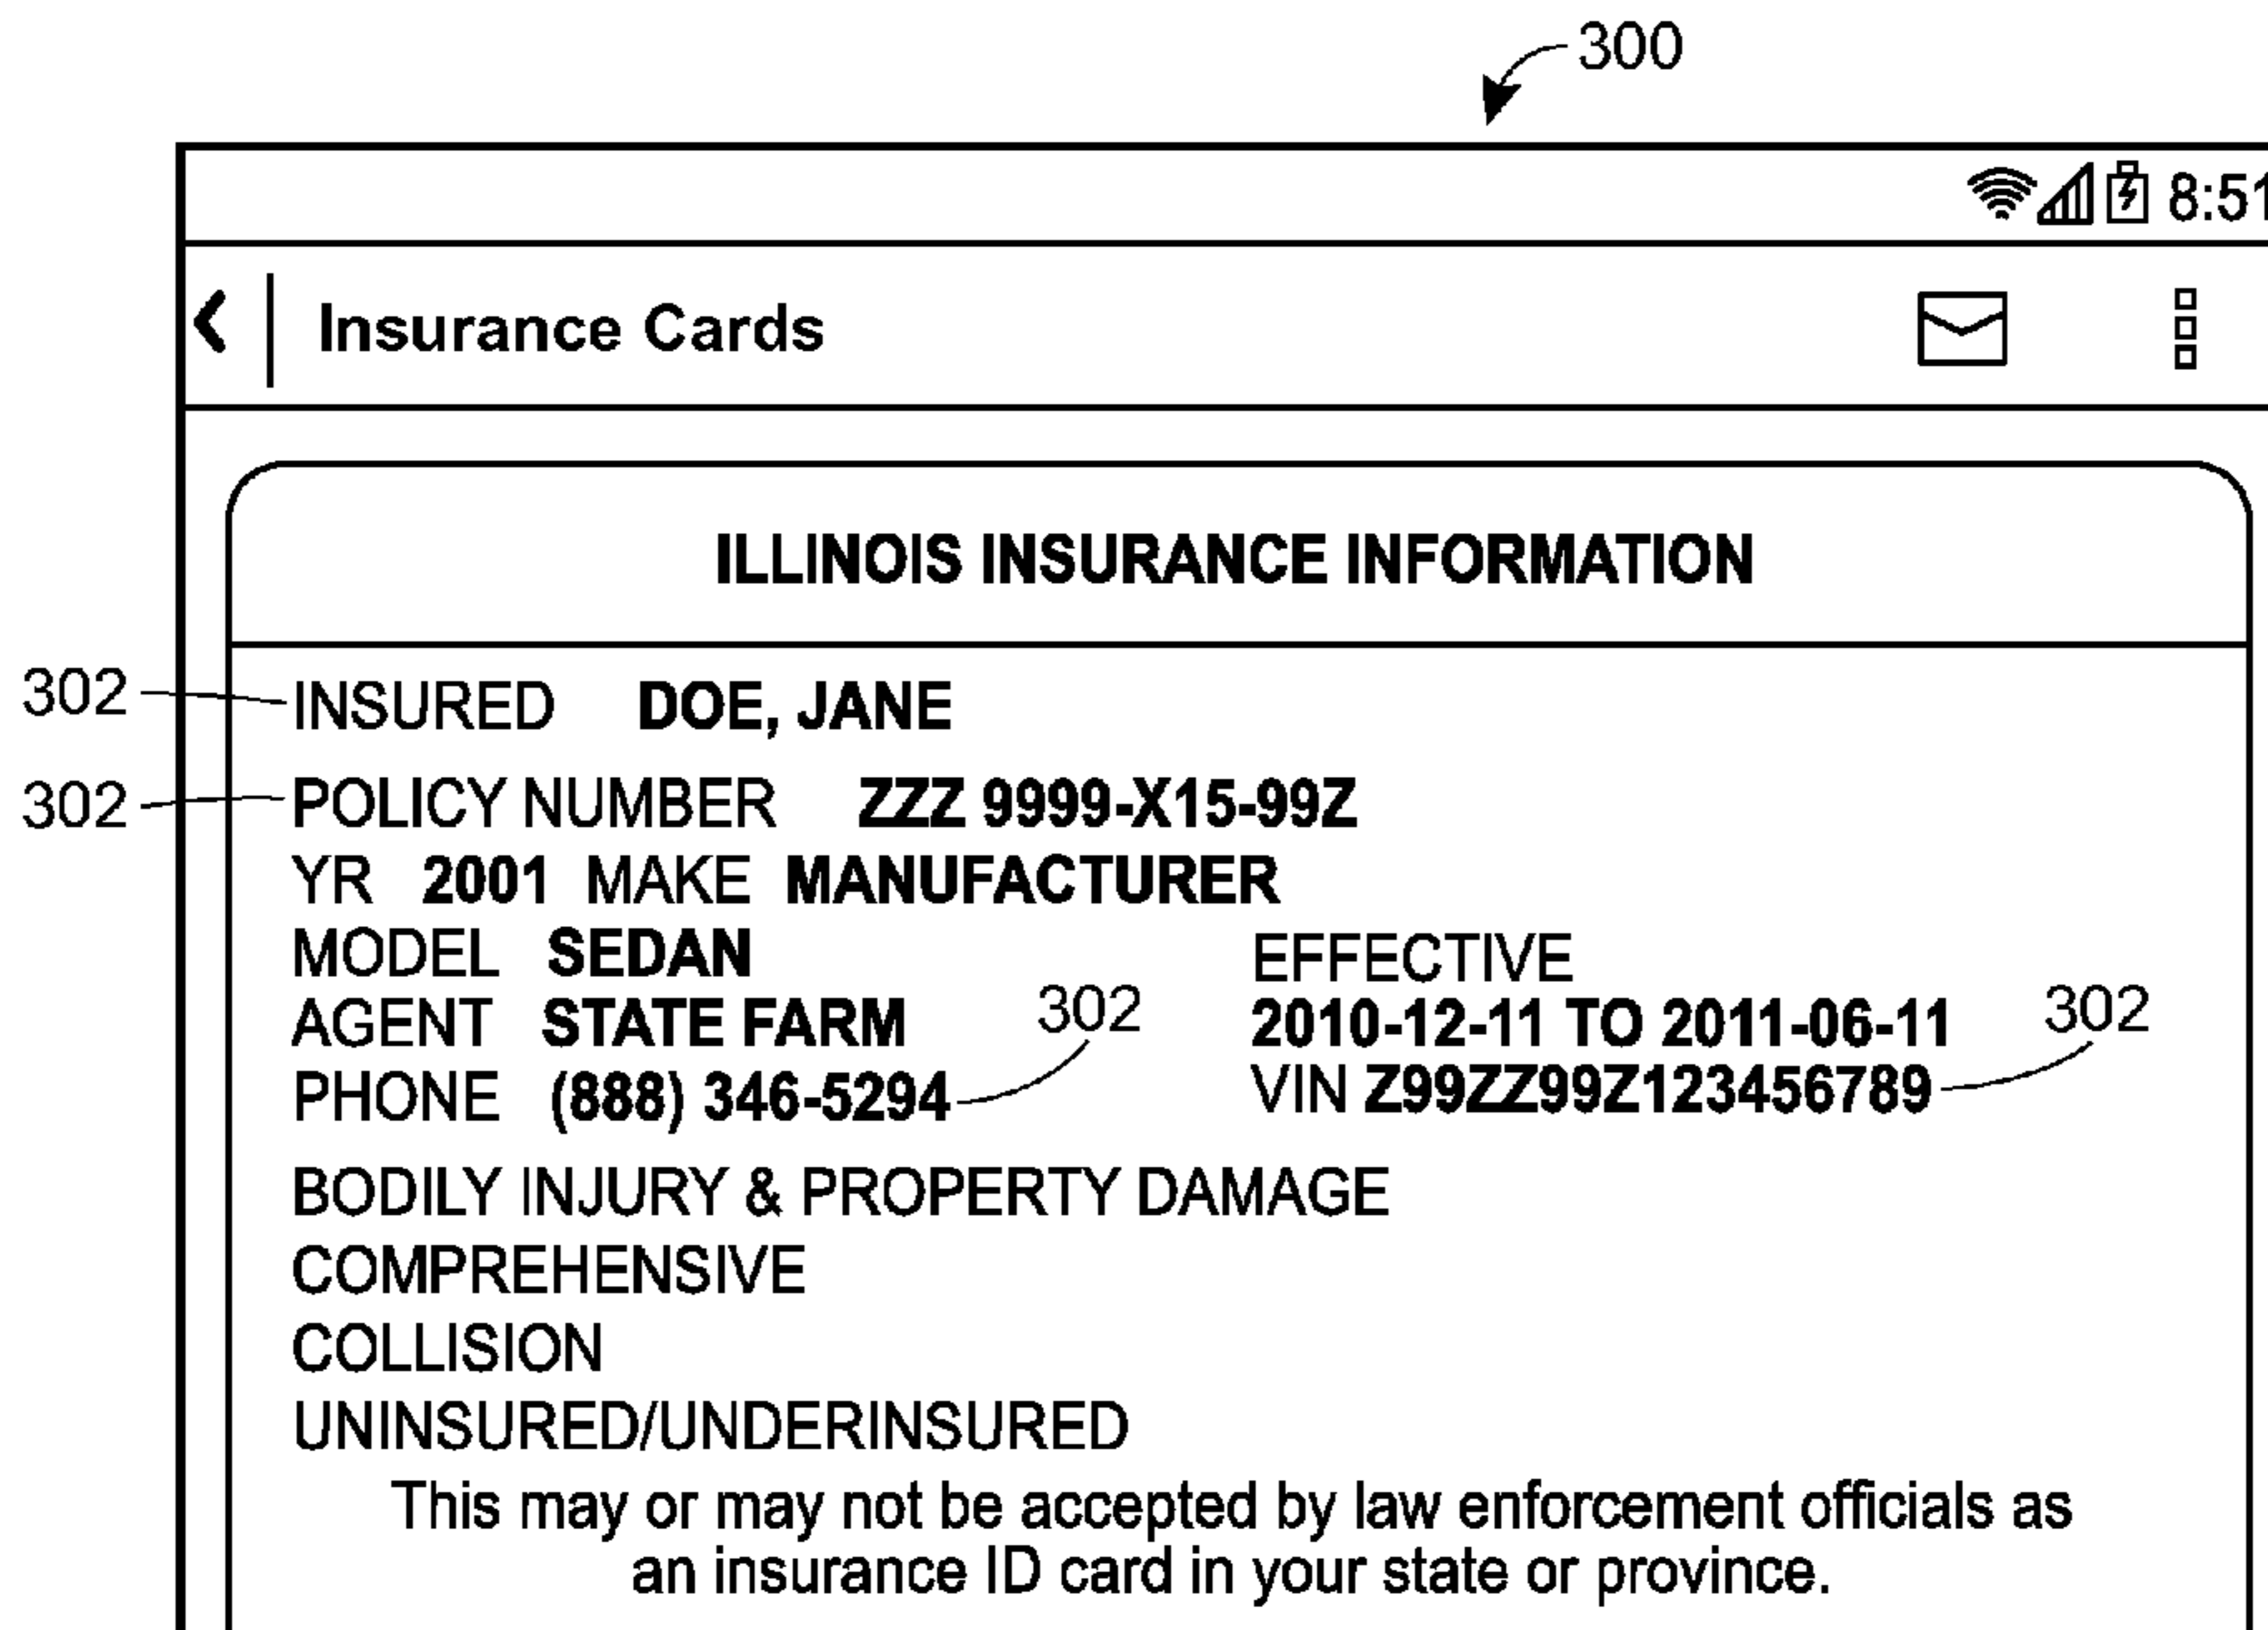 300
8:51
Insurance Cards
ILLINOIS INSURANCE INFORMATION
302 INSURED DOE, JANE
302 POLICY NUMBER ZZZ 9999-X15-99Z
YR 2001 MAKE MANUFACTURER
MODEL SEDAN EFFECTIVE
AGENT STATE FARM 302 2010-12-11 TO 2011-06-11 302
PHONE (888) 346-5294 VIN Z99ZZ99Z123456789
BODILY INJURY & PROPERTY DAMAGE
COMPREHENSIVE
COLLISION
UNINSURED/UNDERINSURED
This may or may not be accepted by law enforcement officials as
an insurance ID card in your state or province.